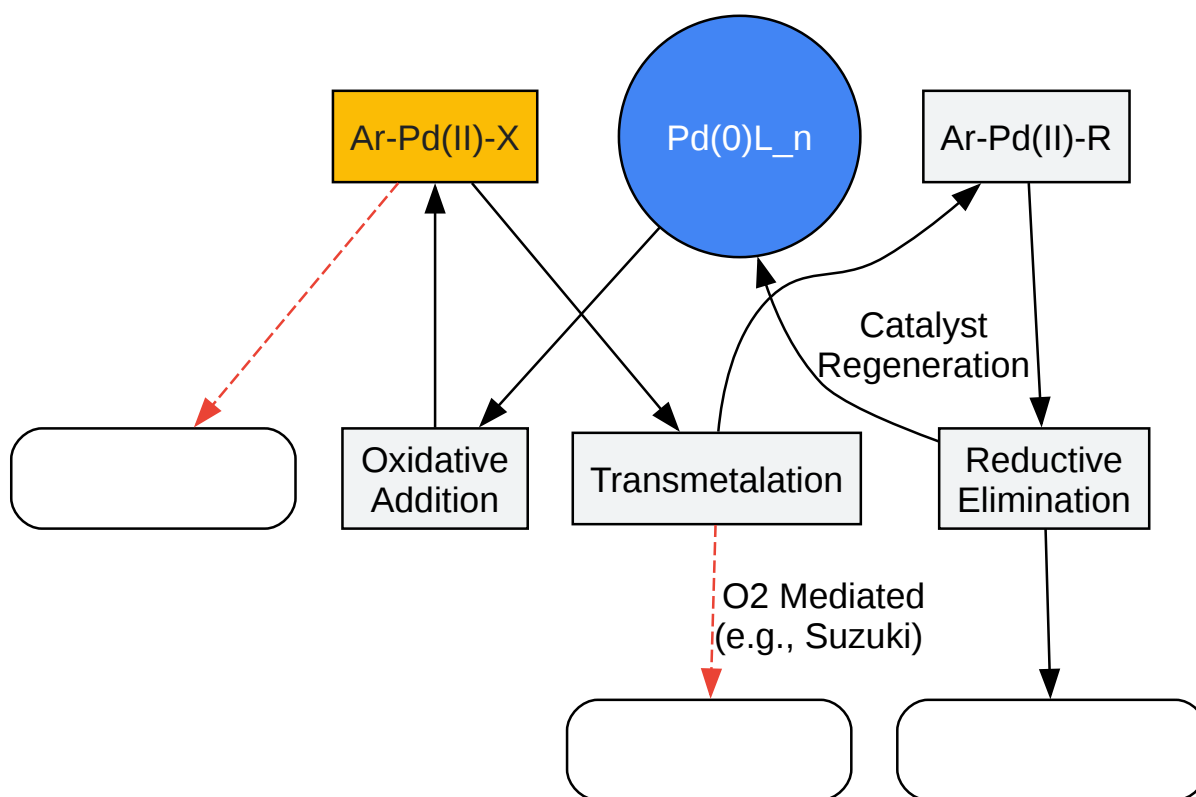 Ar-Pd(II)-X
Pd(0)L_n
Ar-Pd(II)-R
Catalyst
Regeneration
Oxidative
Addition
Transmetalation
Reductive
Elimination
O2 Mediated
(e.g., Suzuki)